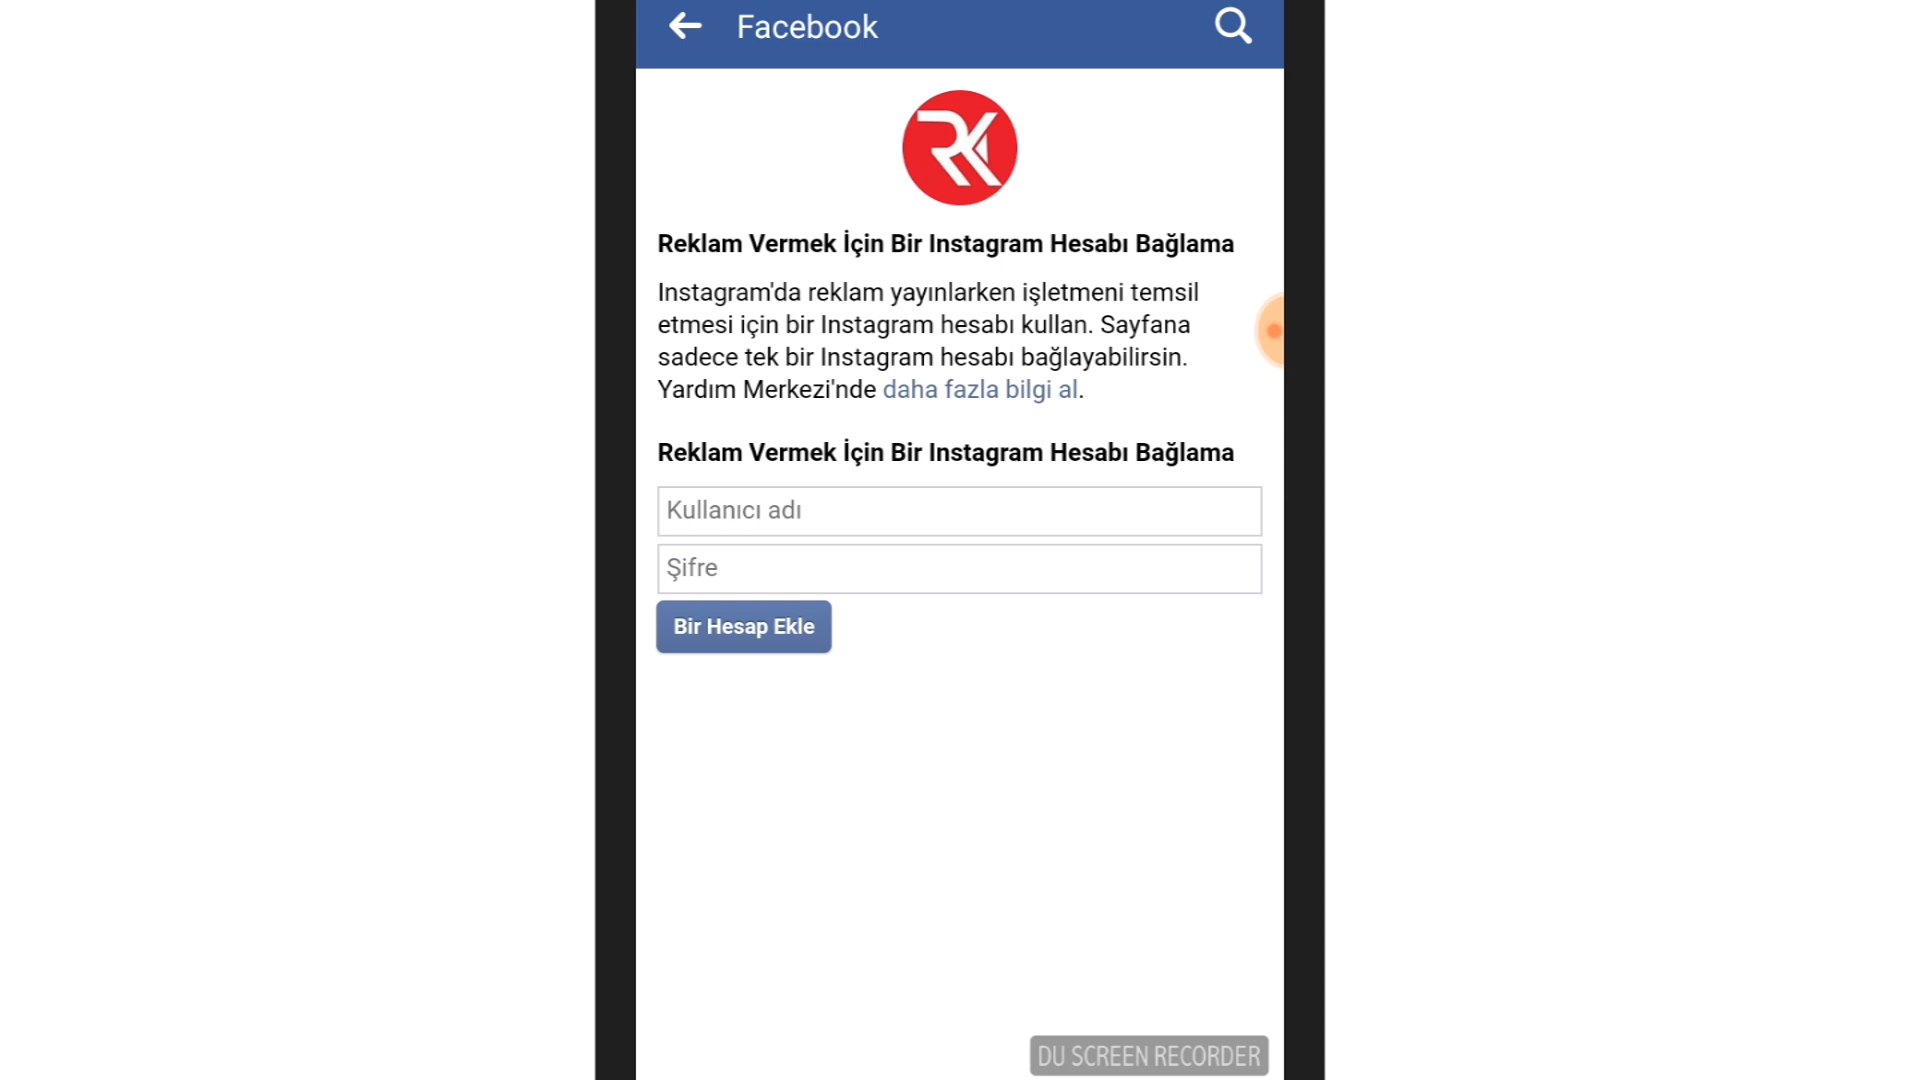 Facebook
RK
Reklam Vermek İçin Bir Instagram Hesabı Bağlama
Instagram'da reklam yayınlarken işletmeni temsil
etmesi için bir Instagram hesabı kullan. Sayfana
sadece tek bir Instagram hesabı bağlayabilirsin.
Yardım Merkezi'nde daha fazla bilgi al.
Reklam Vermek İçin Bir Instagram Hesabı Bağlama
Kullanıcı adı
Şifre
Bir Hesap Ekle
DU SCREEN RECORDER